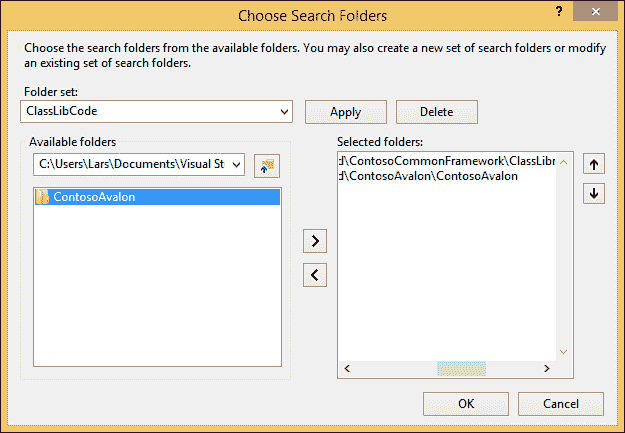 Choose Search Folders
?
Choose the search folders from the available folders. You may also create a new set of search folders or modify
an existing set of search folders.
Folder set:
ClassLibCode
Apply
Delete
Available folders
C:\Users\Lars\Documents\Visual St
ContosoAvalon
Selected folders:
d\ContosoCommonFramework\ClassLibr
d\ContosoAvalon\ContosoAvalon
OK
Cancel